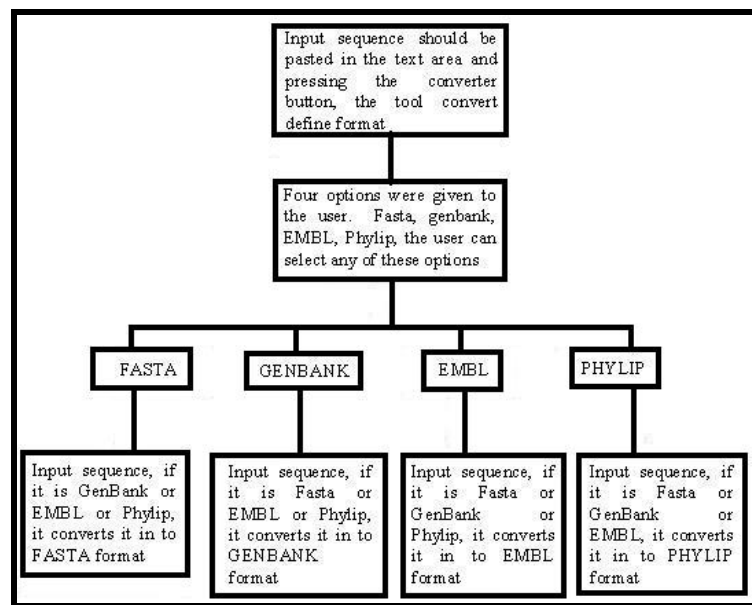 Input sequence should be
pasted in the text area and
pressing the converter
button, the tool convert
define format
Four options were given to
the user. Fasta, genbank,
EMBL, Phylip, the user can
select any of these options
FASTA
GENBANK
EMBL
PHYLIP
Input sequence, if
it is GenBank or
EMBL or Phylip,
it converts it in to
FASTA format
Input sequence, if
it is Fasta or
EMBL or Phylip,
it converts it in to
GENBANK
format
Input sequence, if
it is Fasta or
GenBank or
Phylip, it converts
it in to EMBL
format
Input sequence, if
it is Fasta or
GenBank or
EMBL, it converts
it in to PHYLIP
format